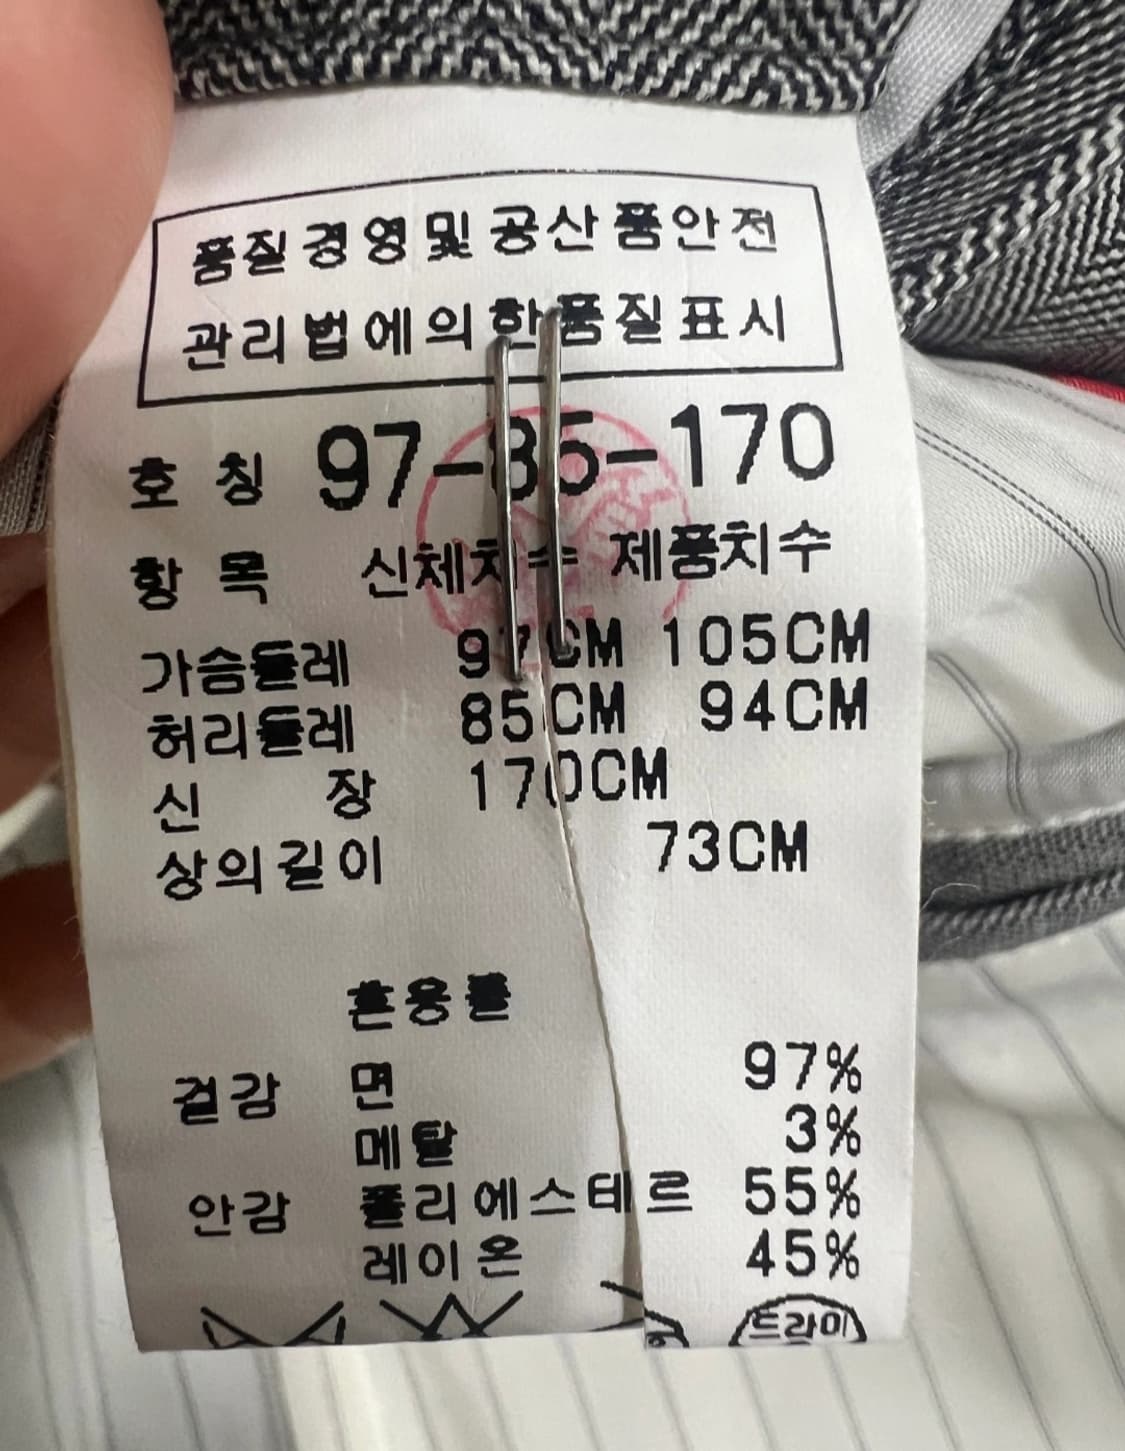 품질경영및공산품안전
관리법에의한품질표시
호 칭 97-85-170
항 목 신체치수 제품치수
가슴둘레 97CM 105CM
허리둘레 85CM 94CM
신 장 170CM
상의길이 73CM
혼용률
겉감 면 97%
메탈 3%
안감 폴리에스테르 55%
레이온 45%
드라이